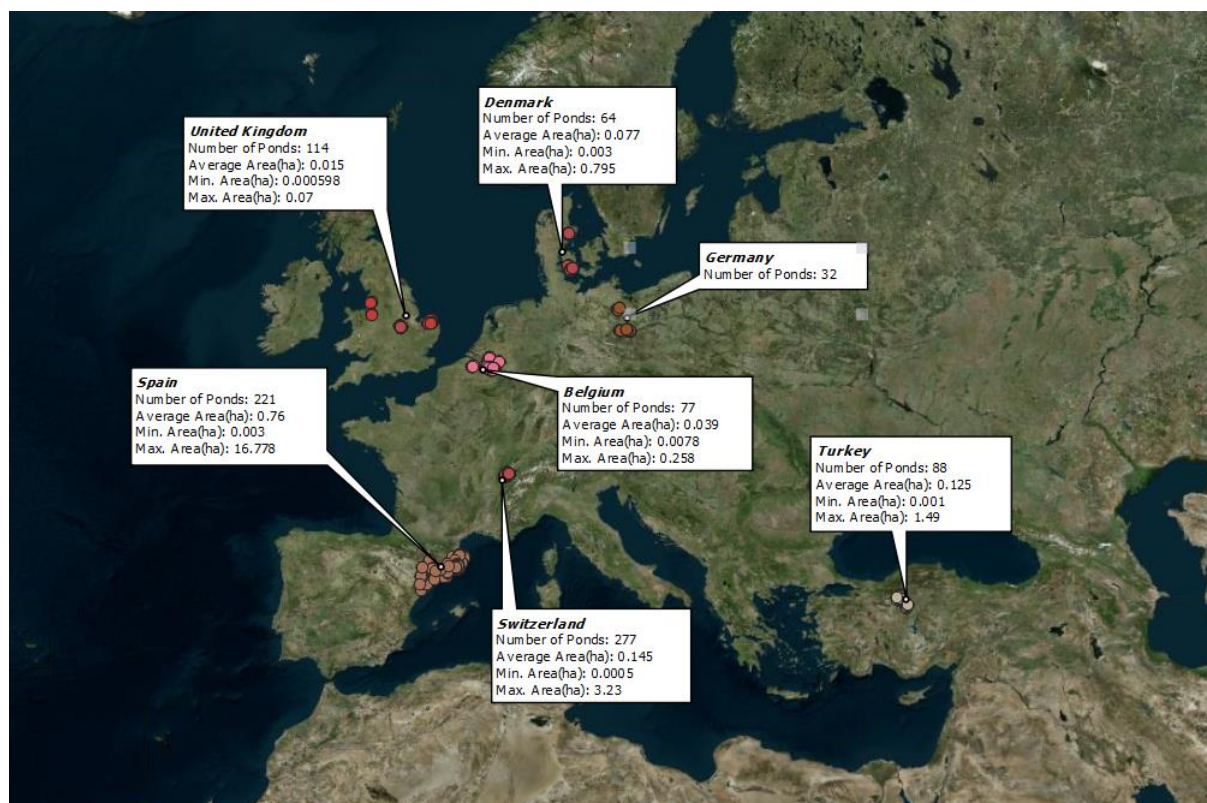 Denmark
Number of Ponds: 64
Average Area(ha): 0.077
Min. Area(ha): 0.003
Max. Area(ha): 0.795
United Kingdom
Number of Ponds: 114
Average Area(ha): 0.015
Min. Area(ha): 0.000598
Max. Area(ha): 0.07
Germany
Number of Ponds: 32
Spain
Number of Ponds: 221
Average Area(ha): 0.76
Min. Area(ha): 0.003
Max. Area(ha): 16.778
Belgium
Number of Ponds: 77
Average Area(ha): 0.039
Min. Area(ha): 0.0078
Max. Area(ha): 0.258
Turkey
Number of Ponds: 88
Average Area(ha): 0.125
Min. Area(ha): 0.001
Max. Area(ha): 1.49
Switzerland
Number of Ponds: 277
Average Area(ha): 0.145
Min. Area(ha): 0.0005
Max. Area(ha): 3.23